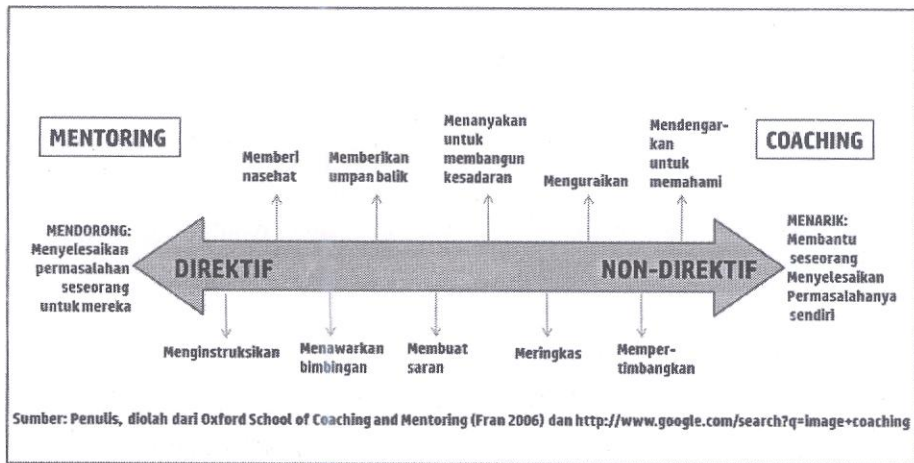 MENTORING
COACHING
Memberi
nasehat
Memberikan
umpan balik
Menanyakan
untuk
membangun
kesadaran
Menguraikan
Mendengar-
kan
untuk
memahami
MENDORONG:
Menyelesaikan
permasalahan
seseorang
untuk mereka
DIREKTIF
NON-DIREKTIF
MENARIK:
Membantu
seseorang
Menyelesaikan
Permasalahanya
sendiri
Menginstruksikan
Menawarkan
bimbingan
Membuat
saran
Meringkas
Memper-
timbangkan
Sumber: Penulis, diolah dari Oxford School of Coaching and Mentoring (Fran 2006) dan http://www.google.com/search?q=image+coaching